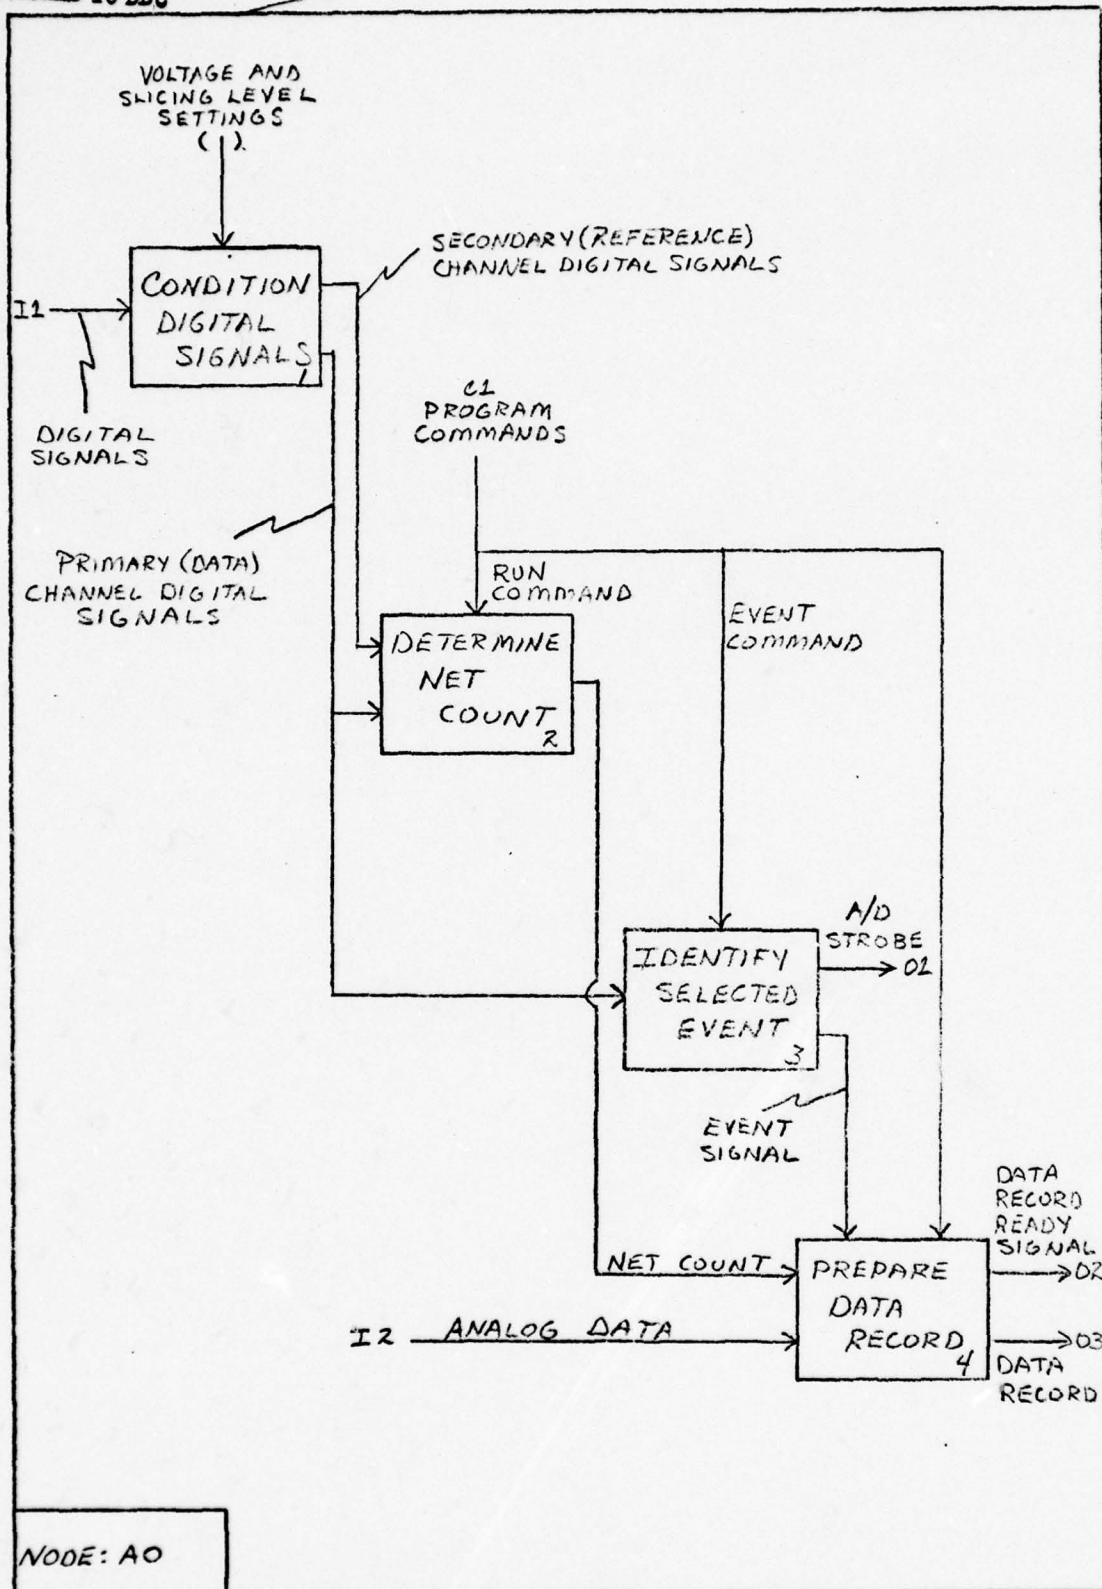 VOLTAGE AND
SLICING LEVEL
SETTINGS
( )
SECONDARY (REFERENCE)
CHANNEL DIGITAL SIGNALS
CONDITION
DIGITAL
SIGNALS
1
I1
DIGITAL
SIGNALS
C1
PROGRAM
COMMANDS
PRIMARY (DATA)
CHANNEL DIGITAL
SIGNALS
RUN
COMMAND
EVENT
COMMAND
DETERMINE
NET
COUNT
2
A/D
STROBE
O1
IDENTIFY
SELECTED
EVENT
3
EVENT
SIGNAL
DATA
RECORD
READY
SIGNAL
O2
NET COUNT
PREPARE
DATA
RECORD
4
I2 ANALOG DATA
O3
DATA
RECORD
NODE: A0